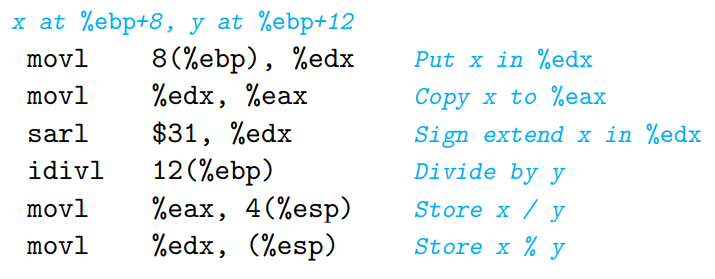 x at %ebp+8, y at %ebp+12
movl 8(%ebp), %edx Put x in %edx
movl %edx, %eax Copy x to %eax
sarl $31, %edx Sign extend x in %edx
idivl 12(%ebp) Divide by y
movl %eax, 4(%esp) Store x / y
movl %edx, (%esp) Store x % y